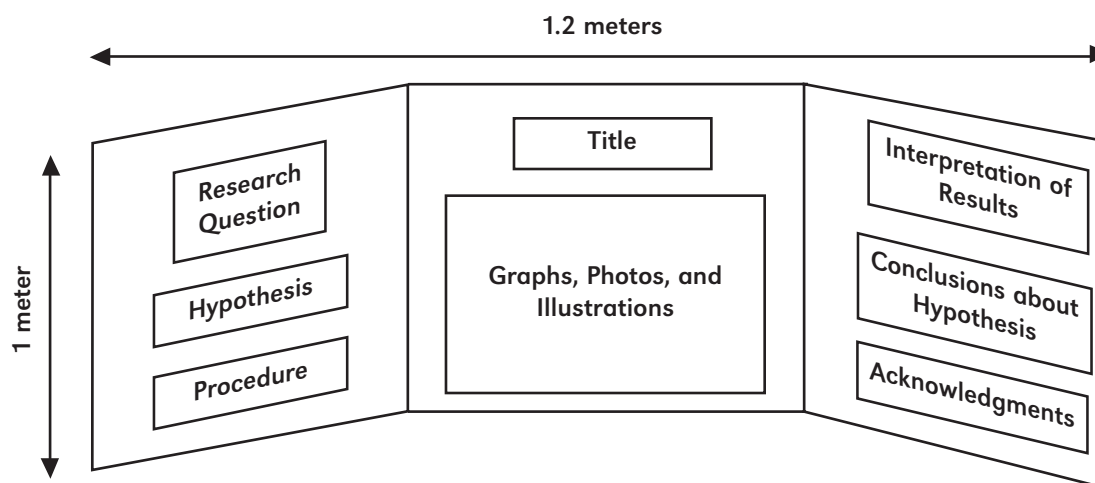 1.2 meters
1 meter
Research
Question
Hypothesis
Procedure
Title
Graphs, Photos, and
Illustrations
Interpretation of
Results
Conclusions about
Hypothesis
Acknowledgments